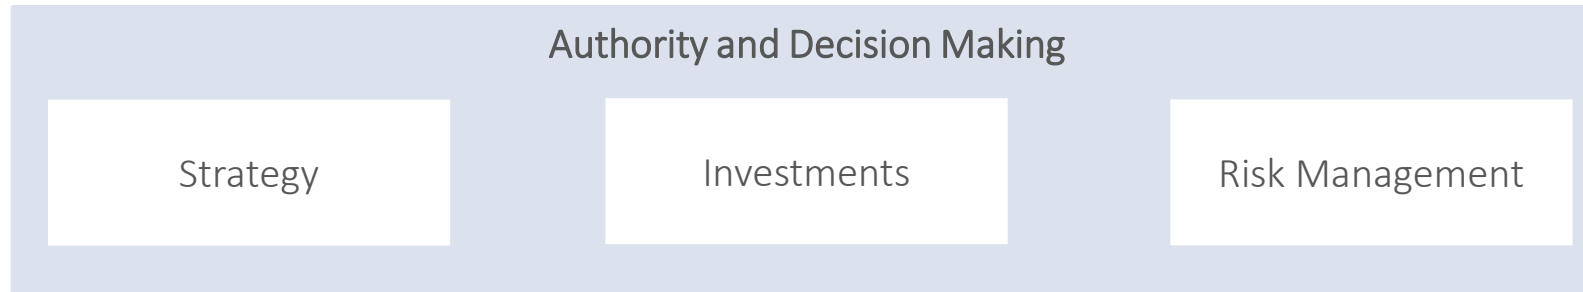 Authority and Decision Making
Strategy
Investments
Risk Management